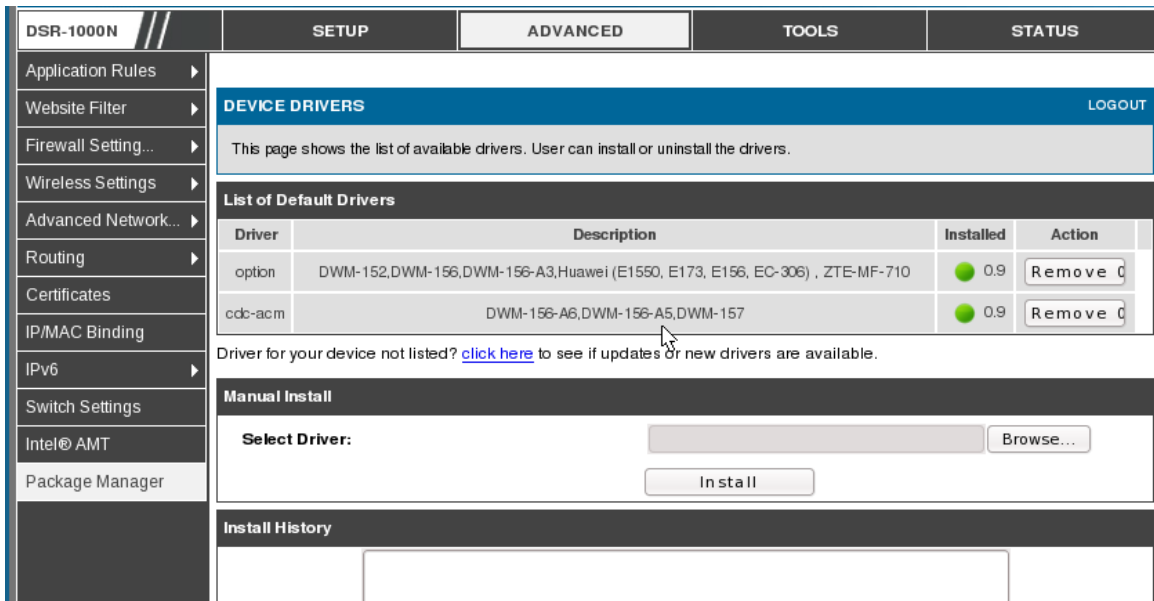 DSR-1000N SETUP ADVANCED TOOLS STATUS
Application Rules
Website Filter
Firewall Setting...
Wireless Settings
Advanced Network...
Routing
Certificates
IP/MAC Binding
IPv6
Switch Settings
Intel® AMT
Package Manager
DEVICE DRIVERS LOGOUT
This page shows the list of available drivers. User can install or uninstall the drivers.
List of Default Drivers
Driver Description Installed Action
option DWM-152,DWM-156,DWM-156-A3,Huawei (E1550, E173, E156, EC-306) , ZTE-MF-710 0.9 Remove
cdc-acm DWM-156-A6,DWM-156-A5,DWM-157 0.9 Remove
Driver for your device not listed? click here to see if updates or new drivers are available.
Manual Install
Select Driver: Browse...
Install
Install History